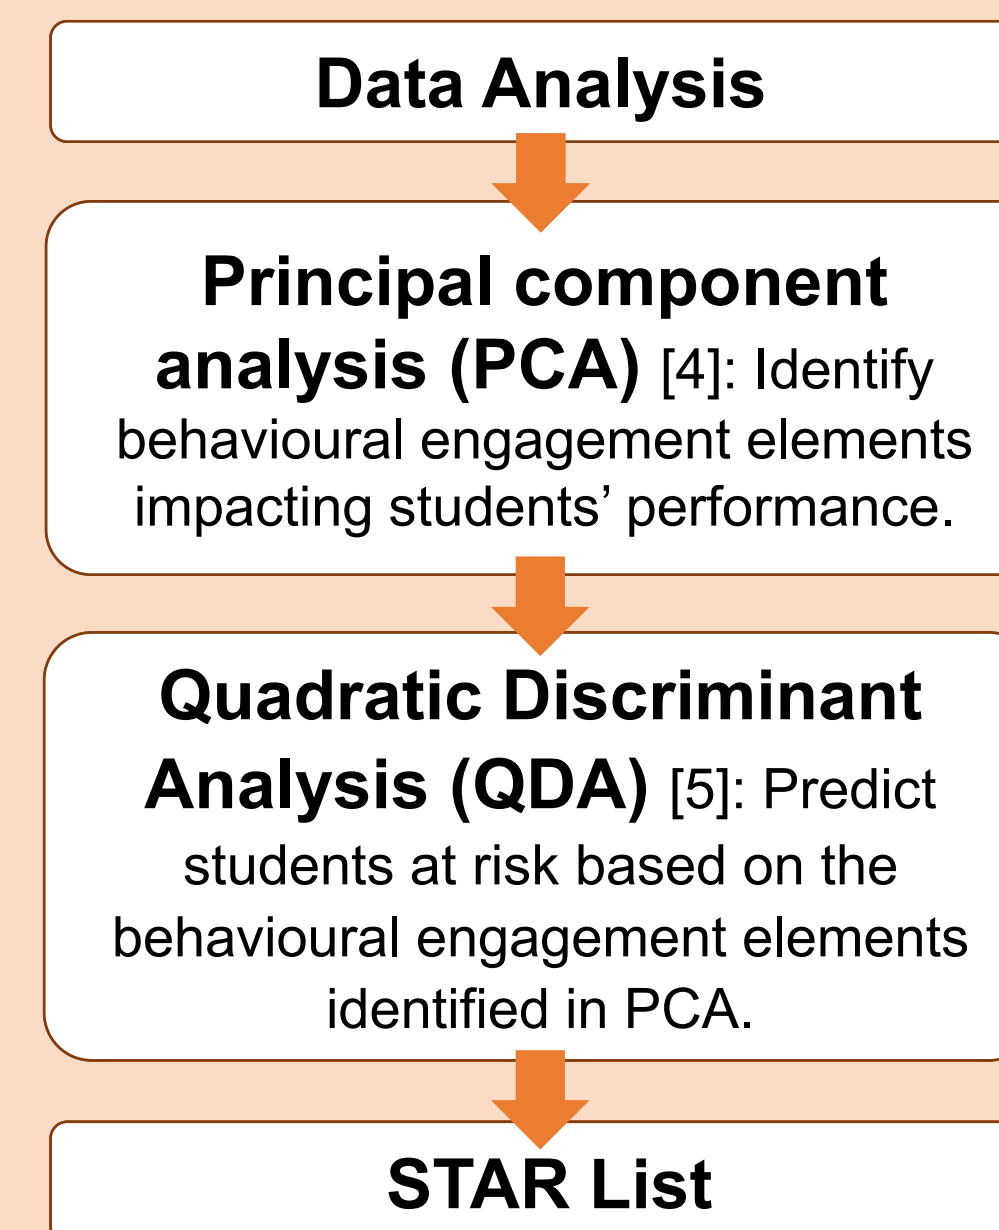 Data Analysis
Principal component
analysis (PCA) [4]: Identify
behavioural engagement elements
impacting students’ performance.
Quadratic Discriminant
Analysis (QDA) [5]: Predict
students at risk based on the
behavioural engagement elements
identified in PCA.
STAR List